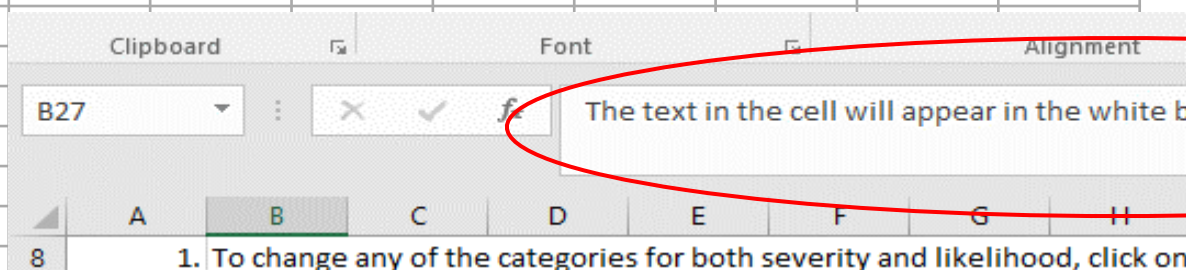 Clipboard Font Alignment
B27 fx The text in the cell will appear in the white
A B C D E F G H
8 1. To change any of the categories for both severity and likelihood, click on